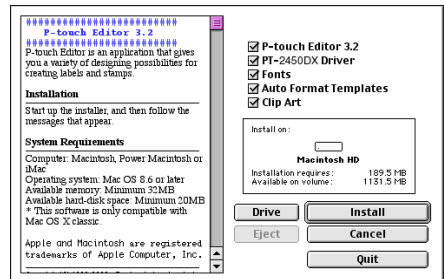 ##########################
P-touch Editor 3.2
##########################
P-touch Editor is an application that gives
you a variety of designing possibilities for
creating labels and stamps.
Installation
Start up the installer, and then follow the
messages that appear.
System Requirements
Computer: Macintosh, Power Macintosh or
iMac
Operating system: Mac OS 8.6 or later
Available memory: Minimum 32MB
Available hard-disk space: Minimum 20MB
* This software is only compatible with
Mac OS X classic.
Apple and Macintosh are registered
trademarks of Apple Computer, Inc.
P-touch Editor 3.2
PT-2450DX Driver
Fonts
Auto Format Templates
Clip Art
Install on:
Macintosh HD
Installation requires: 189.5 MB
Available on volume: 1131.5 MB
Drive
Install
Eject
Cancel
Quit